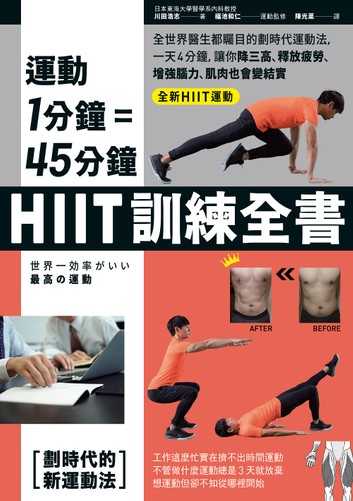 日本東海大學醫學系內科教授
川田浩志——著 福池和仁——運動監修 陳光棻——譯
全世界醫生都矚目的劃時代運動法,
一天4分鐘,讓你降三高、釋放疲勞、
增強腦力、肌肉也會變結實
全新HIIT運動
運動
1分鐘=
45分鐘
HIIT訓練全書
世界一効率がいい
最高の運動
AFTER
BEFORE
劃時代的
新運動法
工作這麼忙實在擠不出時間運動
不管做什麼運動總是3天就放棄
想運動但卻不知從哪裡開始